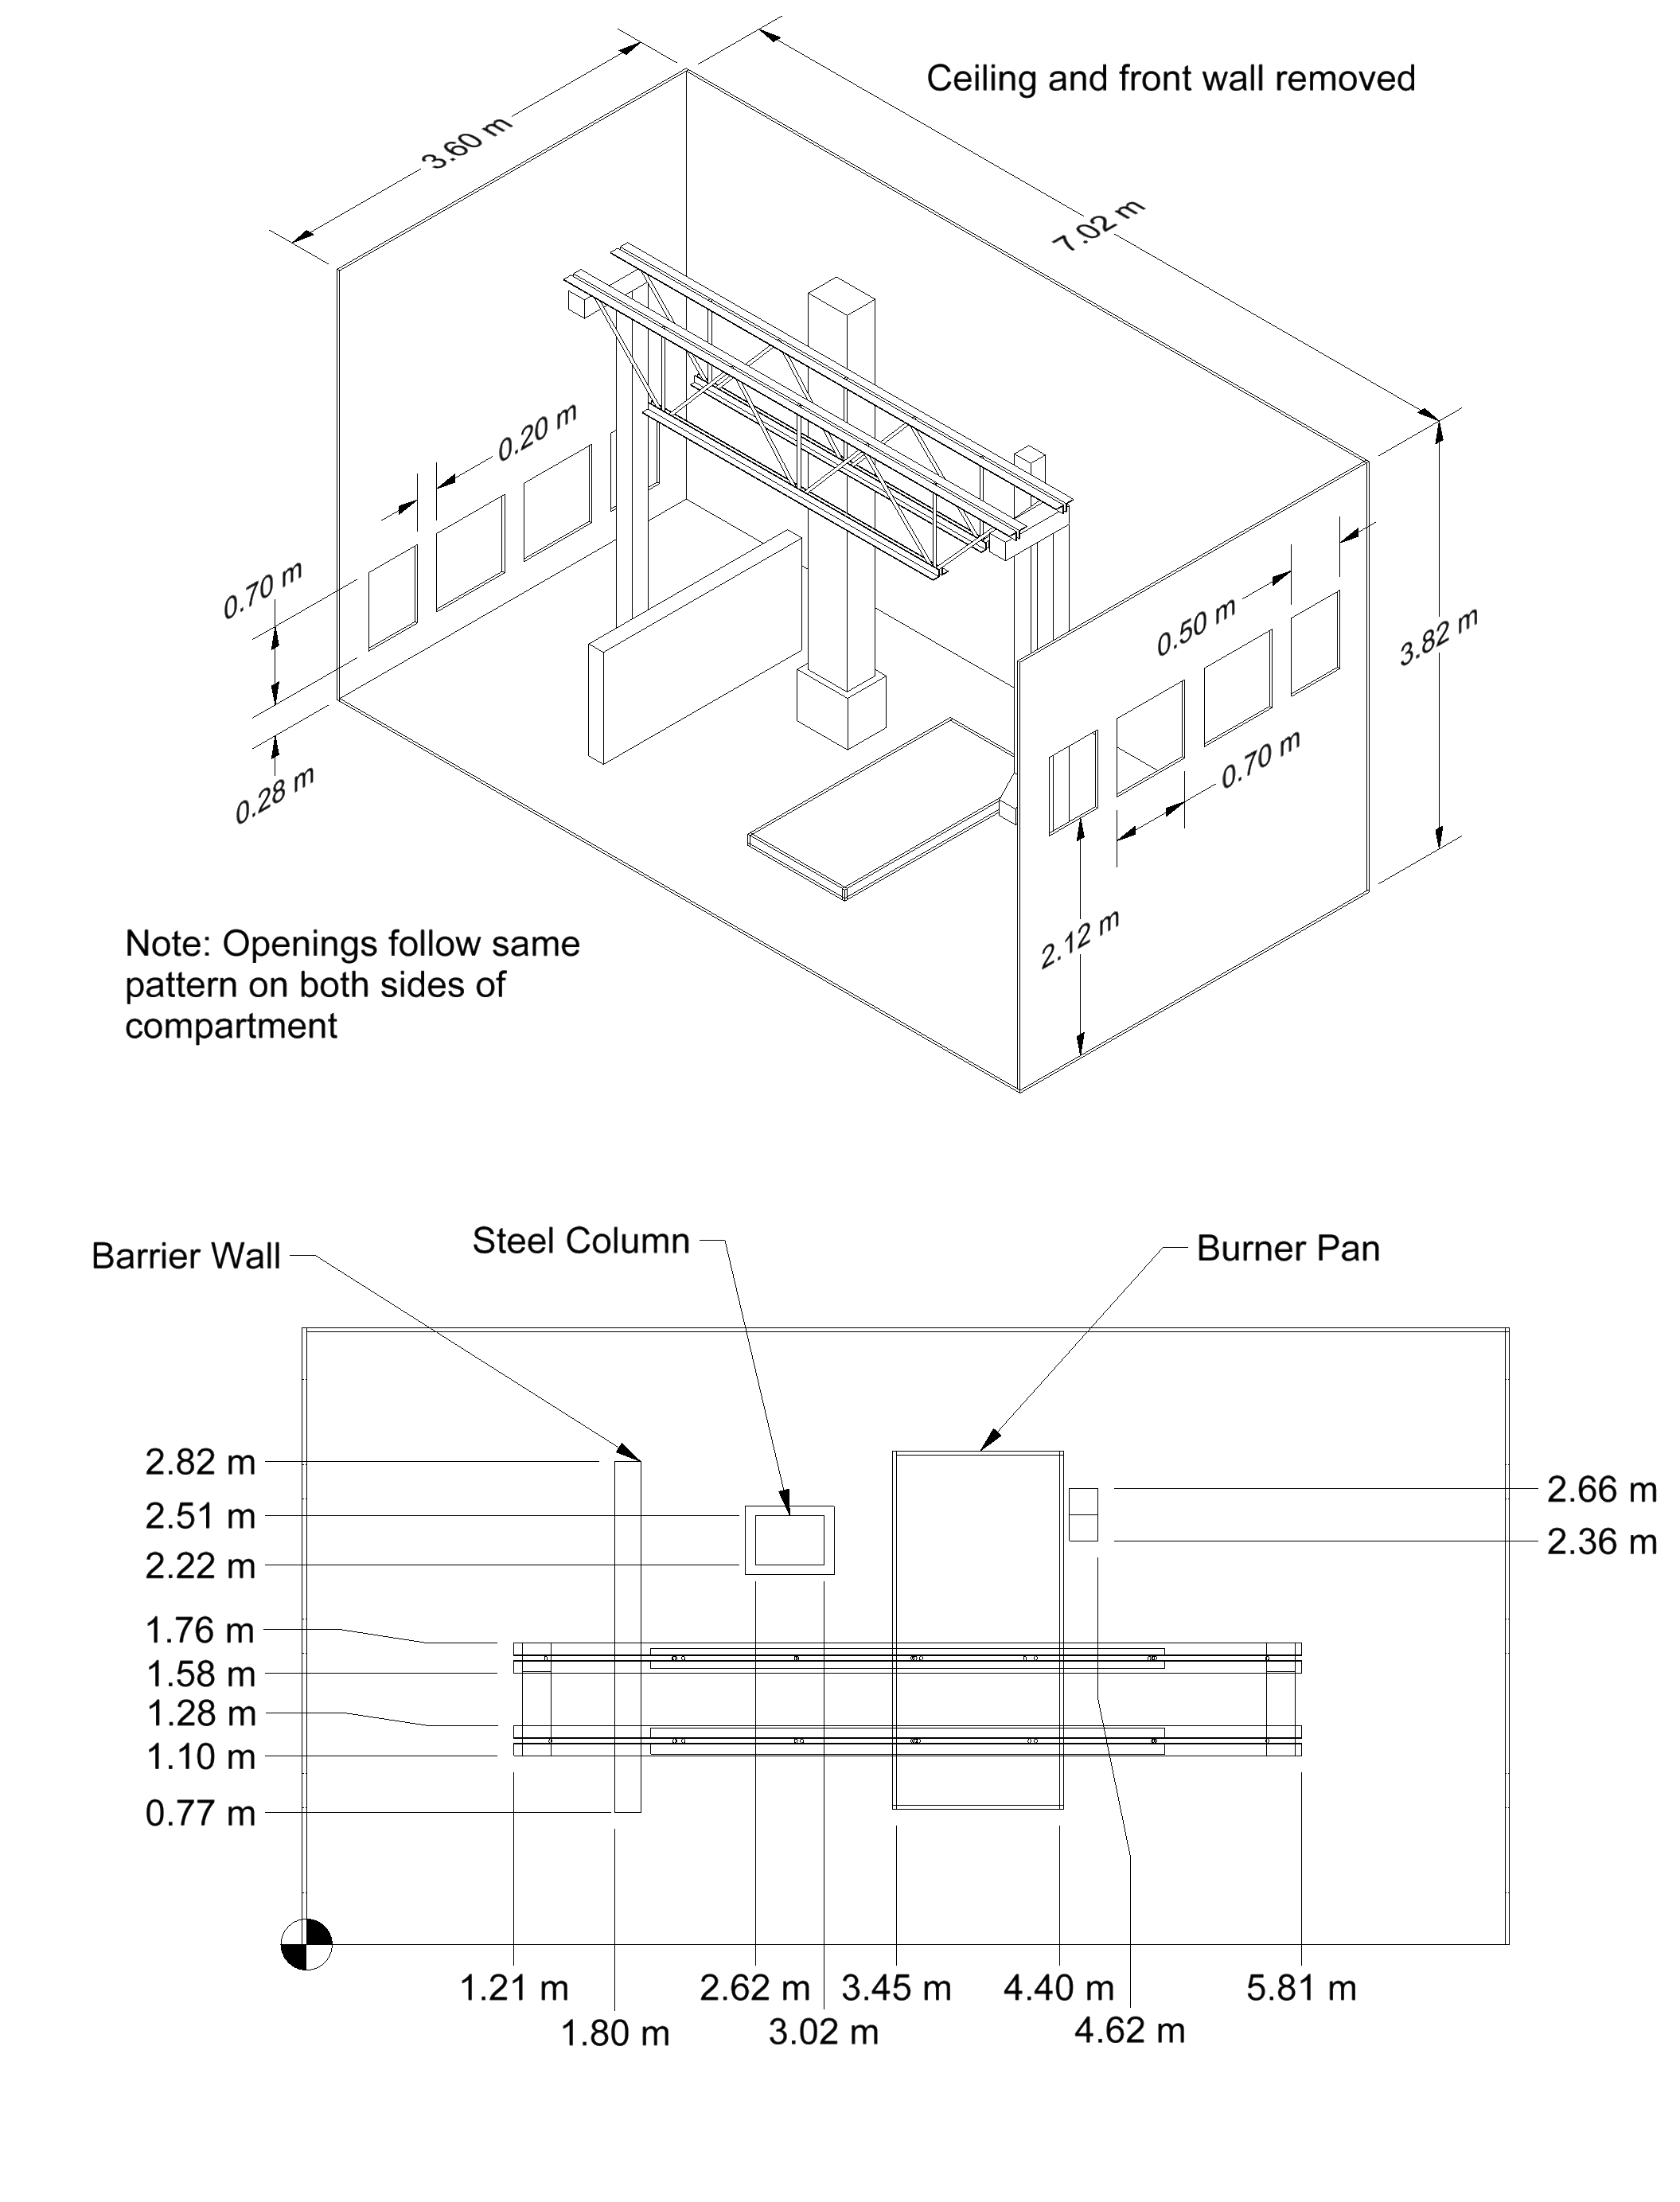 Ceiling and front wall removed
3.60 m
7.02 m
0.20 m
0.70 m
0.28 m
0.50 m
3.82 m
0.70 m
2.12 m
Note: Openings follow same
pattern on both sides of
compartment
Barrier Wall
Steel Column
Burner Pan
2.82 m
2.51 m
2.22 m
1.76 m
1.58 m
1.28 m
1.10 m
0.77 m
2.66 m
2.36 m
1.21 m
2.62 m
3.45 m
4.40 m
5.81 m
1.80 m
3.02 m
4.62 m